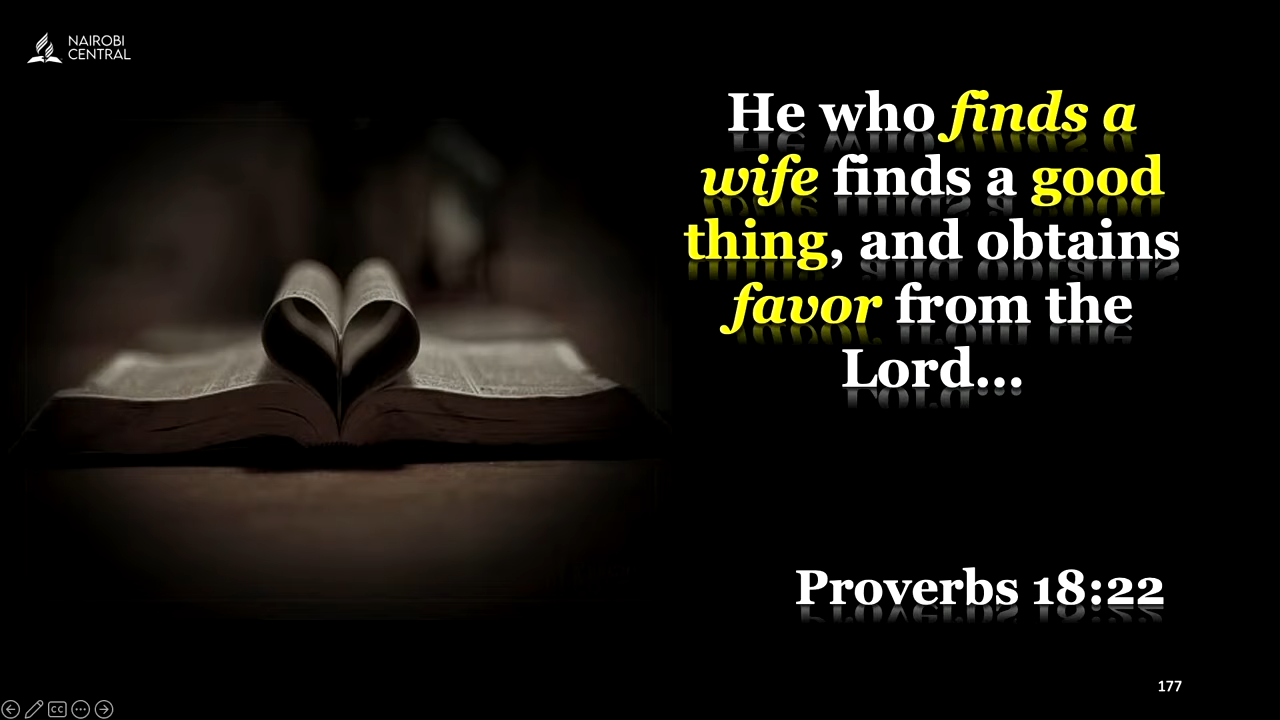 NAIROBI
CENTRAL
He who finds a
wife finds a good
thing, and obtains
favor from the
Lord...
Proverbs 18:22
177
CC